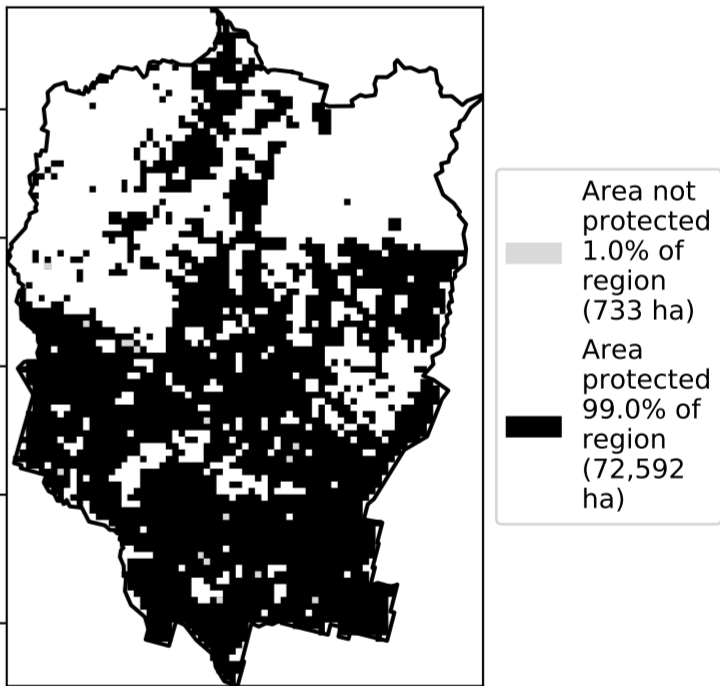 Area not
protected
1.0% of
region
(733 ha)
Area
protected
99.0% of
region
(72,592
ha)